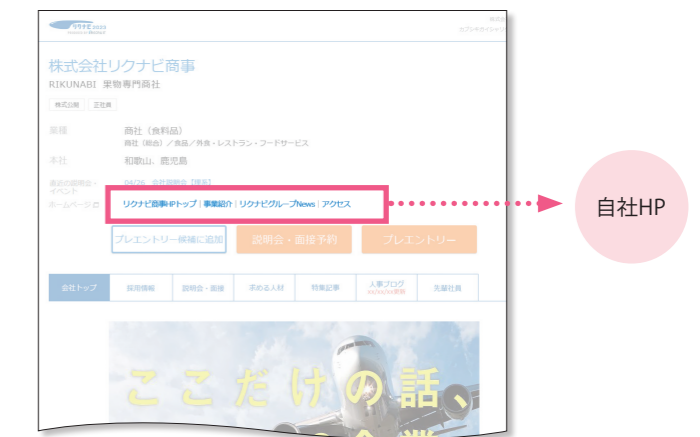 リクナビ2023
株式会社リクナビ商事
RIKUNABI 果物専門商社
株式公開 正社員
業種 商社（食料品）
商社（総合）／食品／外食・レストラン・フードサービス
本社 和歌山、鹿児島
直近の説明会・イベント 04/26 会社説明会【理系】
ホームページ リクナビ商事HPトップ｜事業紹介｜リクナビグループNews｜アクセス
自社HP
プレエントリー候補に追加 説明会・面接予約 プレエントリー
会社トップ 採用情報 説明会・面接 求める人材 特集記事 人事ブログ 先輩社員
xx/xx/xx更新
ここだけの話、